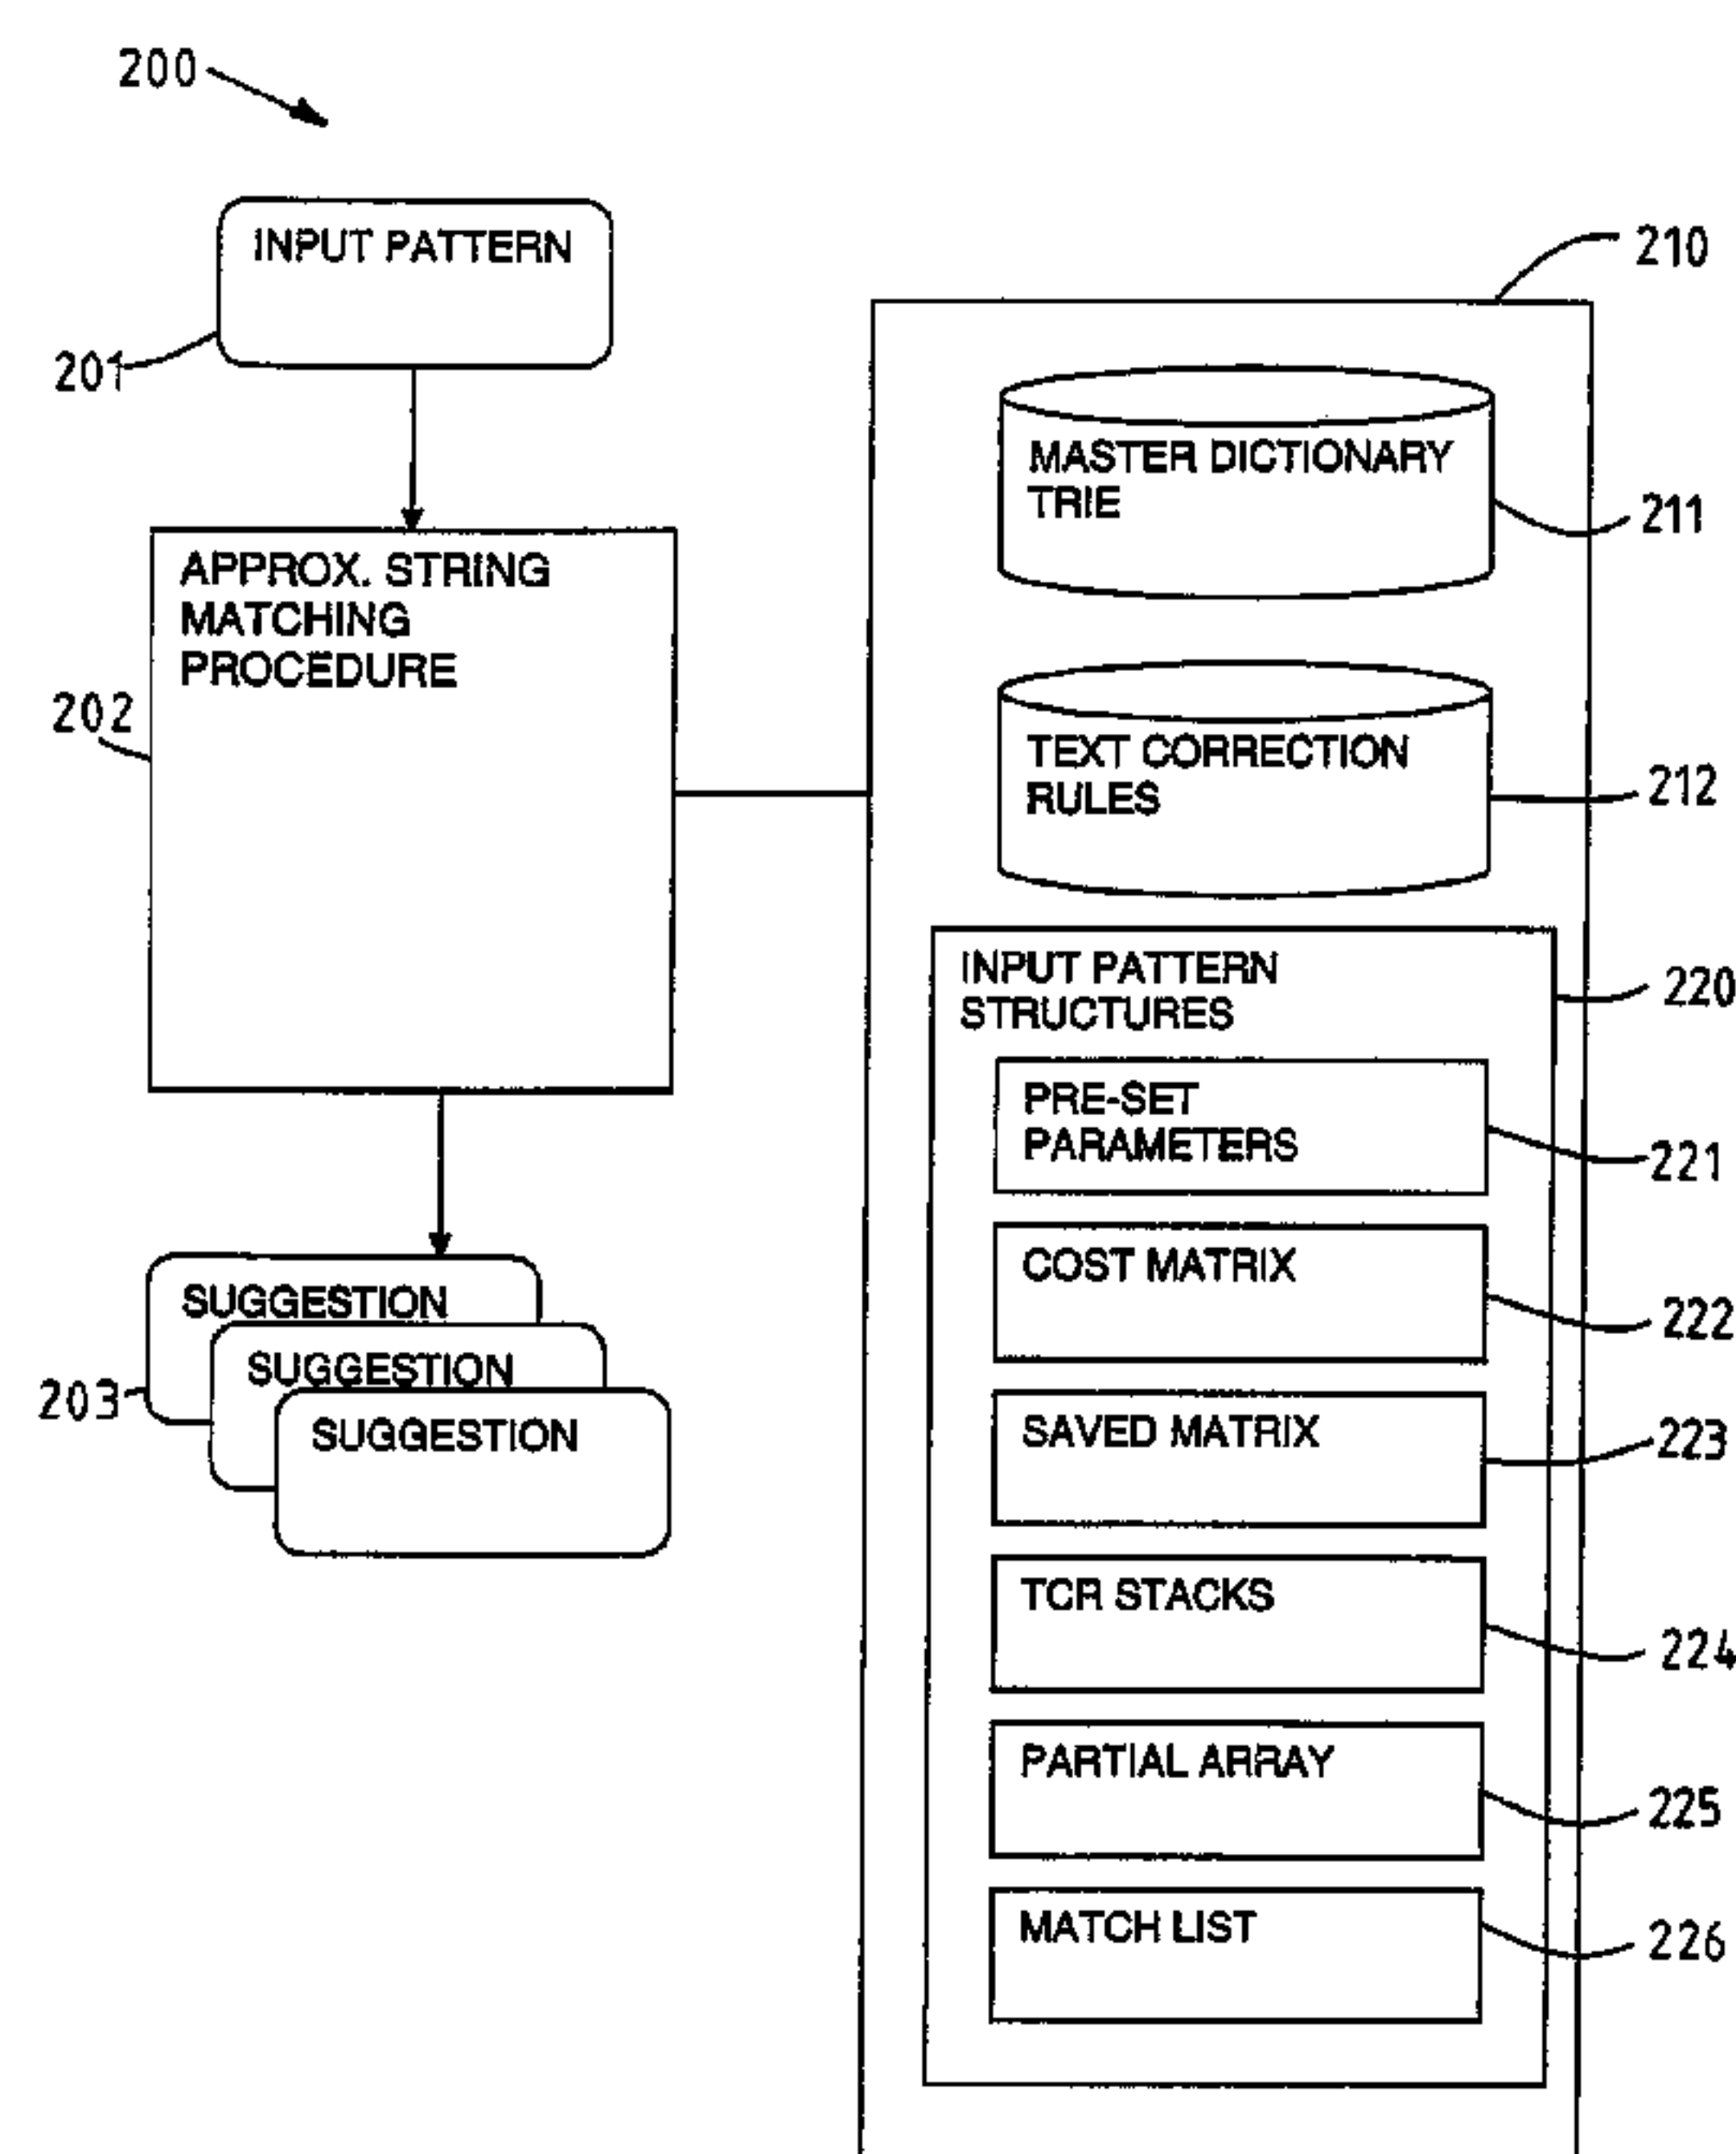 200
INPUT PATTERN
201
APPROX. STRING
MATCHING
PROCEDURE
202
SUGGESTION
SUGGESTION
SUGGESTION
203
210
MASTER DICTIONARY
TRIE
211
TEXT CORRECTION
RULES
212
INPUT PATTERN
STRUCTURES
220
PRE-SET
PARAMETERS
221
COST MATRIX
222
SAVED MATRIX
223
TCR STACKS
224
PARTIAL ARRAY
225
MATCH LIST
226